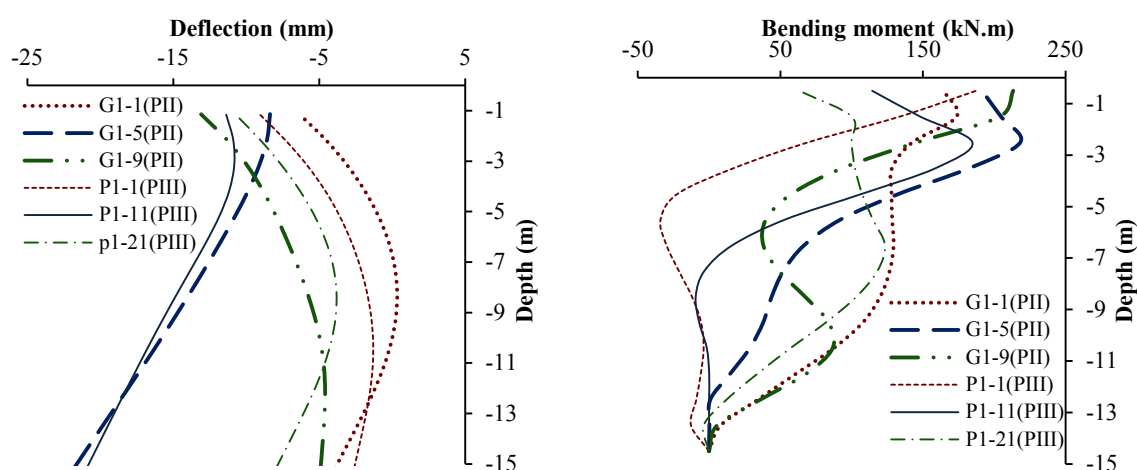 Deflection (mm)
-25 -15 -5 5
-1
-3
-5
-7
-9
-11
-13
-15
Depth (m)
G1-1(PII)
G1-5(PII)
G1-9(PII)
P1-1(PIII)
P1-11(PIII)
p1-21(PIII)
Bending moment (kN.m)
-50 50 150 250
-1
-3
-5
-7
-9
-11
-13
-15
Depth (m)
G1-1(PII)
G1-5(PII)
G1-9(PII)
P1-1(PIII)
P1-11(PIII)
P1-21(PIII)